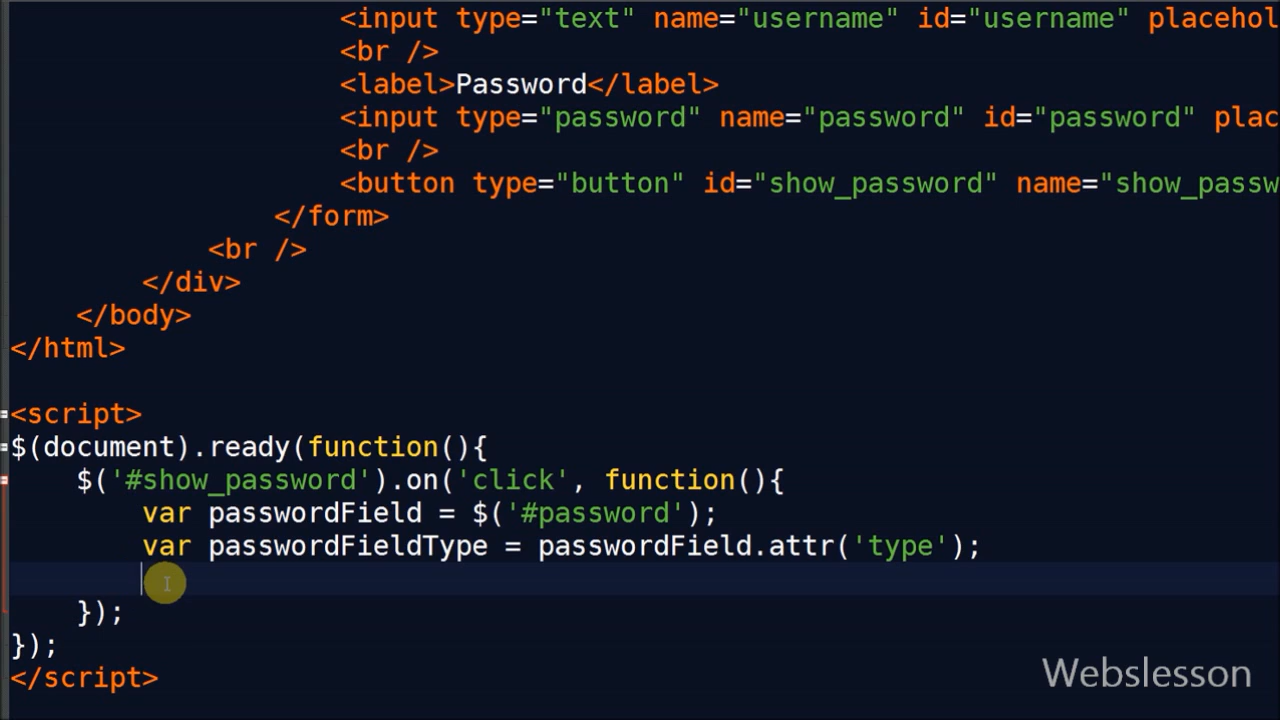 <input type="text" name="username" id="username" placehol
<br />
<label>Password</label>
<input type="password" name="password" id="password" plac
<br />
<button type="button" id="show_password" name="show_passw
</form>
<br />
</div>
</body>
</html>
<script>
$(document).ready(function(){
$('#show_password').on('click', function(){
var passwordField = $('#password');
var passwordFieldType = passwordField.attr('type');
});
});
</script>
Webslesson